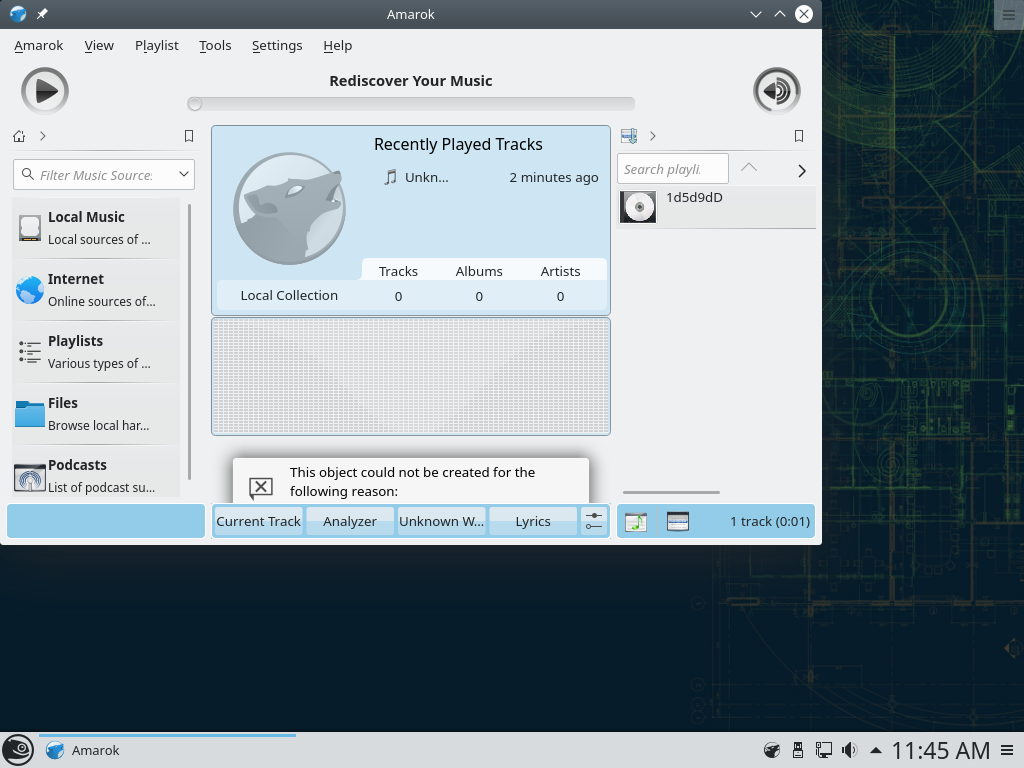 Amarok
Amarok View Playlist Tools Settings Help
Rediscover Your Music
Filter Music Source:
Local Music
Local sources of ...
Internet
Online sources of...
Playlists
Various types of ...
Files
Browse local har...
Podcasts
List of podcast su...
Recently Played Tracks
Unkn... 2 minutes ago
Tracks Albums Artists
Local Collection 0 0 0
This object could not be created for the
following reason:
Current Track Analyzer Unknown W... Lyrics
Search playli
1d5d9dD
1 track (0:01)
Amarok
11:45 AM